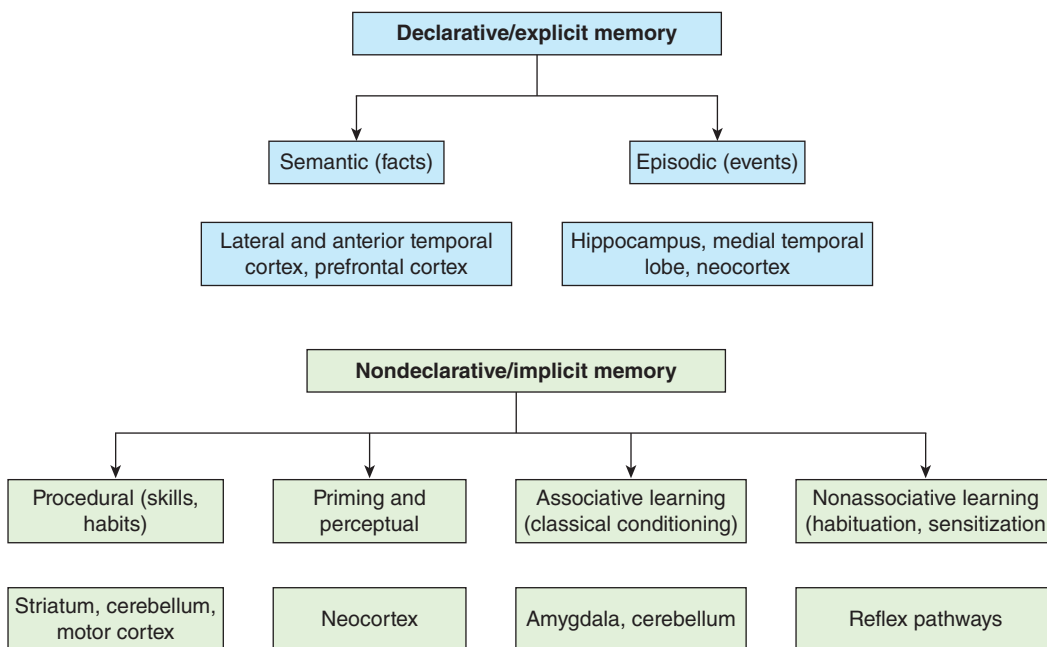 Declarative/explicit memory
Semantic (facts)
Episodic (events)
Lateral and anterior temporal
cortex, prefrontal cortex
Hippocampus, medial temporal
lobe, neocortex
Nondeclarative/implicit memory
Procedural (skills,
habits)
Priming and
perceptual
Associative learning
(classical conditioning)
Nonassociative learning
(habituation, sensitization
Striatum, cerebellum,
motor cortex
Neocortex
Amygdala, cerebellum
Reflex pathways